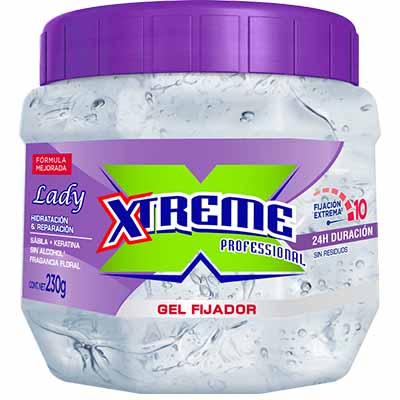 FÓRMULA
MEJORADA
Lady
HIDRATACIÓN
& REPARACIÓN
SÁBILA + KERATINA
SIN ALCOHOL
FRAGANCIA FLORAL
CONT. NET. 230g
XTREME
PROFESSIONAL
FIJACIÓN
EXTREMA
10
24H DURACIÓN
SIN RESIDUOS
GEL FIJADOR